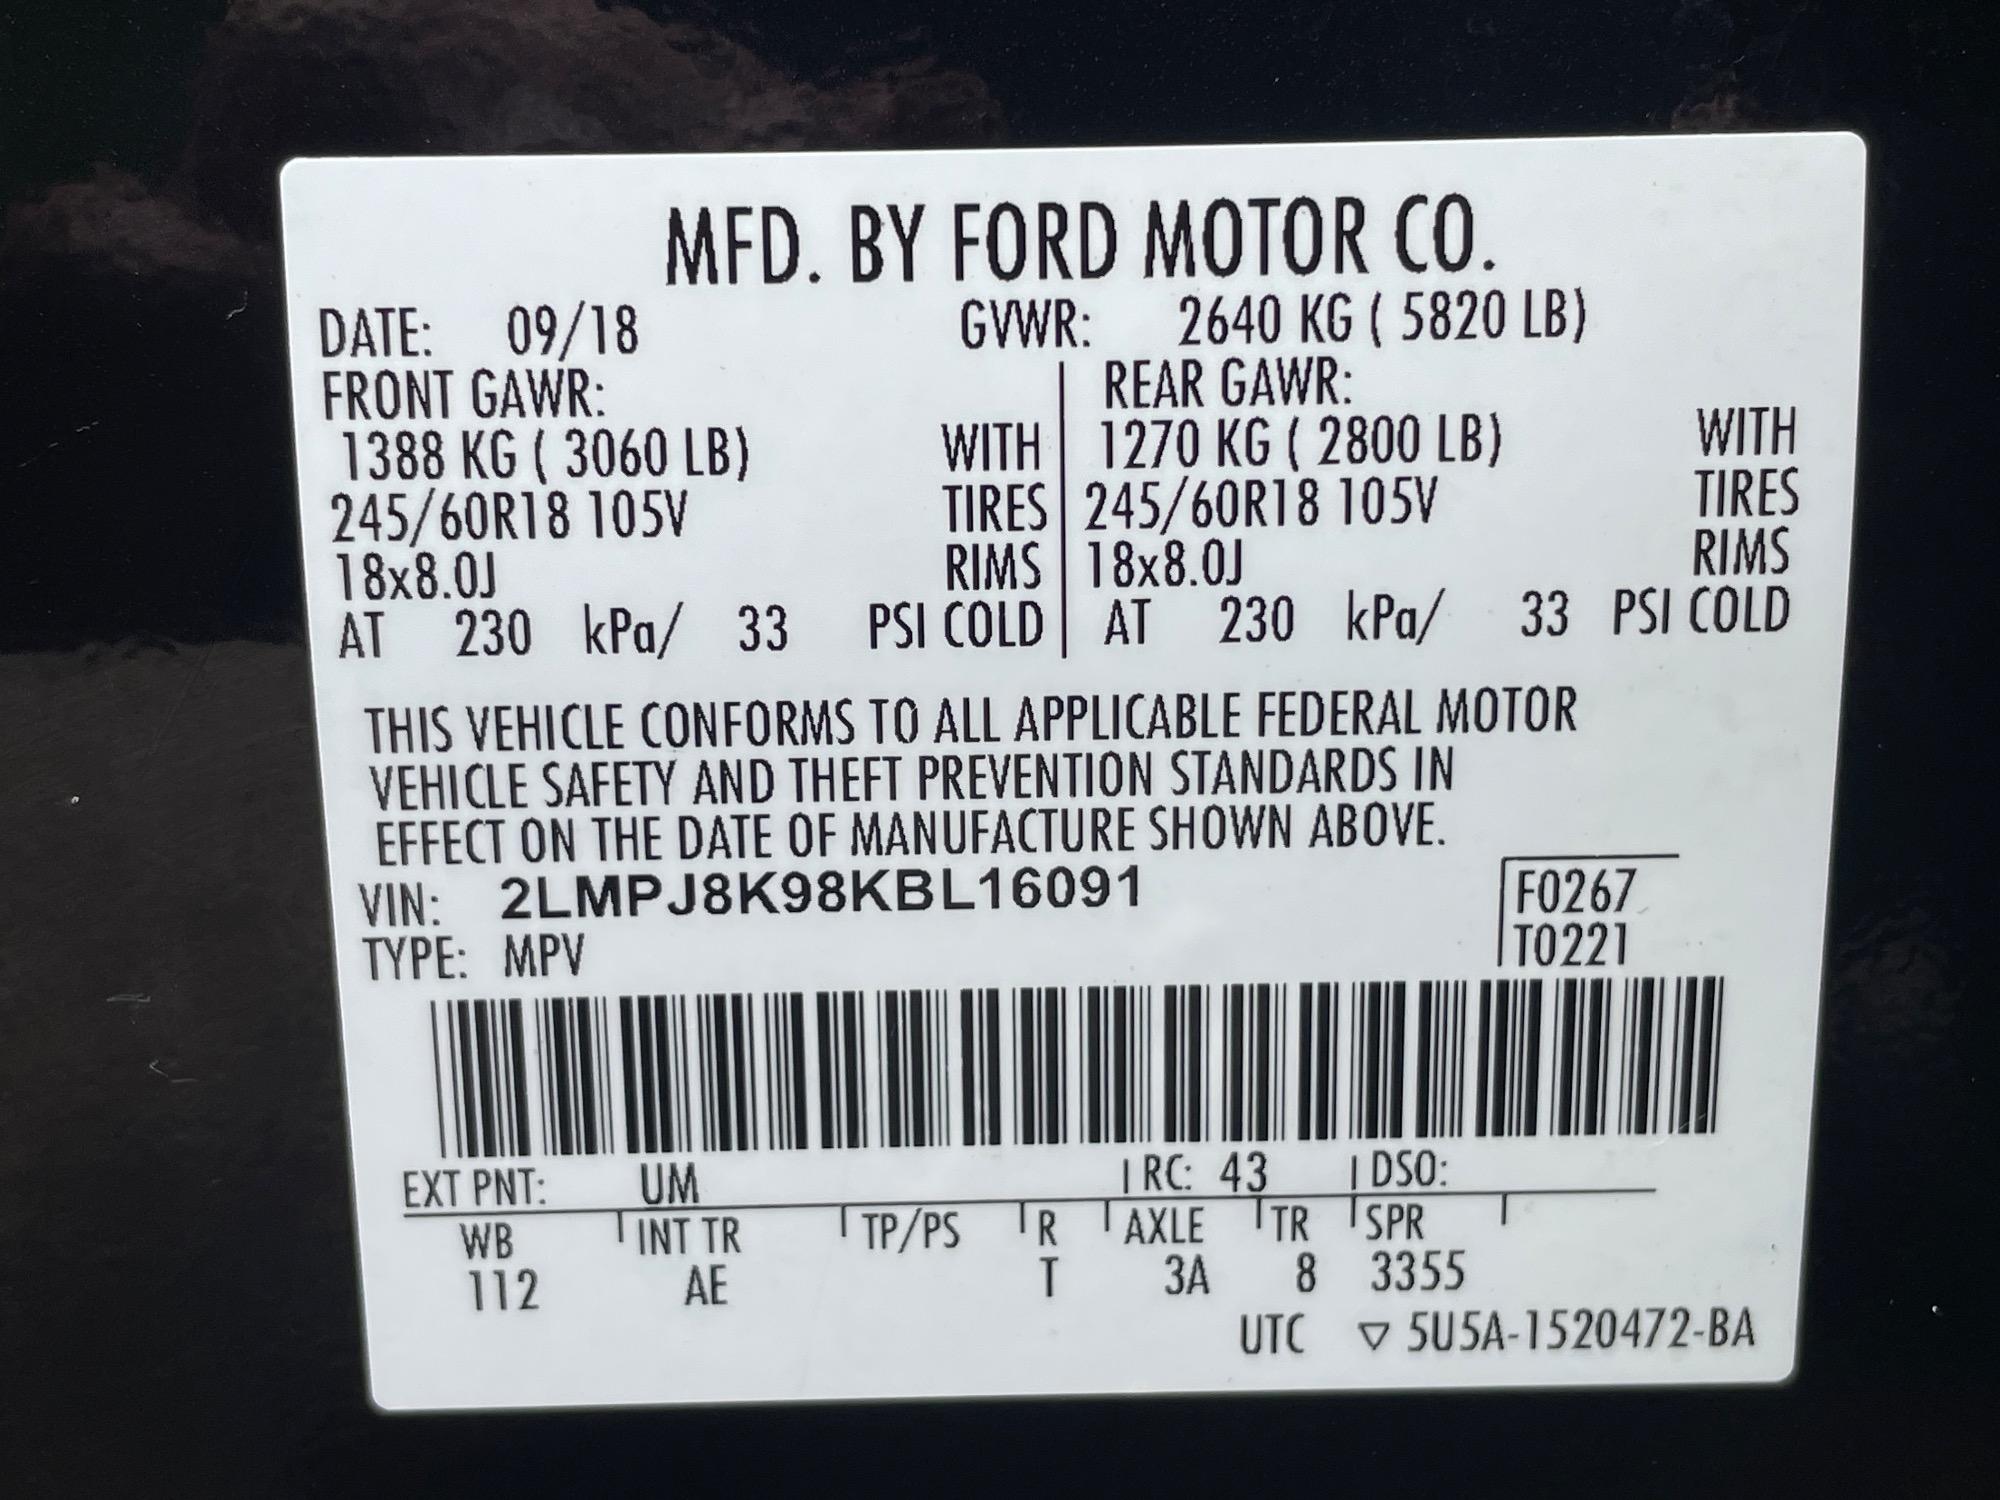 MFD. BY FORD MOTOR CO.
DATE: 09/18 GVWR: 2640 KG ( 5820 LB)
FRONT GAWR: REAR GAWR:
1388 KG ( 3060 LB) WITH 1270 KG ( 2800 LB) WITH
245/60R18 105V TIRES 245/60R18 105V TIRES
18x8.0J RIMS 18x8.0J RIMS
AT 230 kPa/ 33 PSI COLD AT 230 kPa/ 33 PSI COLD
THIS VEHICLE CONFORMS TO ALL APPLICABLE FEDERAL MOTOR
VEHICLE SAFETY AND THEFT PREVENTION STANDARDS IN
EFFECT ON THE DATE OF MANUFACTURE SHOWN ABOVE.
VIN: 2LMPJ8K98KBL16091 F0267
TYPE: MPV T0221
EXT PNT: UM RC: 43 DSO:
WB INT TR TP/PS R AXLE TR SPR
112 AE T 3A 8 3355
UTC ▽ 5U5A-1520472-BA